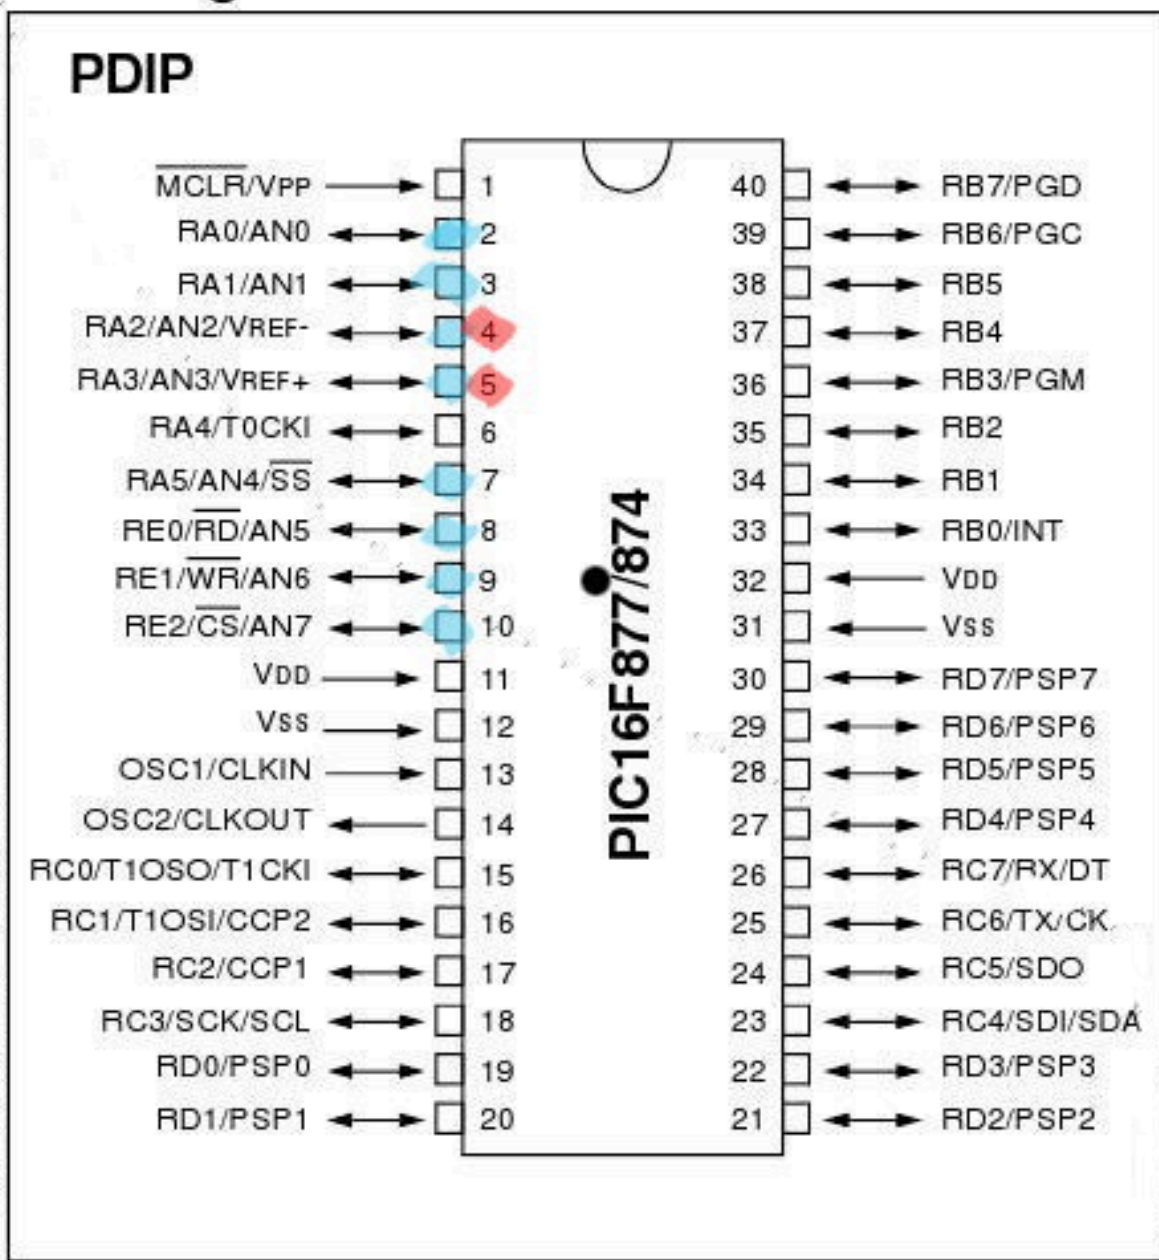 PDIP
MCLR/VPP 1 40 RB7/PGD
RA0/AN0 2 39 RB6/PGC
RA1/AN1 3 38 RB5
RA2/AN2/VREF- 4 37 RB4
RA3/AN3/VREF+ 5 36 RB3/PGM
RA4/T0CKI 6 35 RB2
RA5/AN4/SS 7 34 RB1
RE0/RD/AN5 8 33 RB0/INT
RE1/WR/AN6 9 32 VDD
RE2/CS/AN7 10 31 VSS
VDD 11 30 RD7/PSP7
VSS 12 29 RD6/PSP6
OSC1/CLKIN 13 28 RD5/PSP5
OSC2/CLKOUT 14 27 RD4/PSP4
RC0/T1OSO/T1CKI 15 26 RC7/RX/DT
RC1/T1OSI/CCP2 16 25 RC6/TX/CK
RC2/CCP1 17 24 RC5/SDO
RC3/SCK/SCL 18 23 RC4/SDI/SDA
RD0/PSP0 19 22 RD3/PSP3
RD1/PSP1 20 21 RD2/PSP2
PIC16F877/874